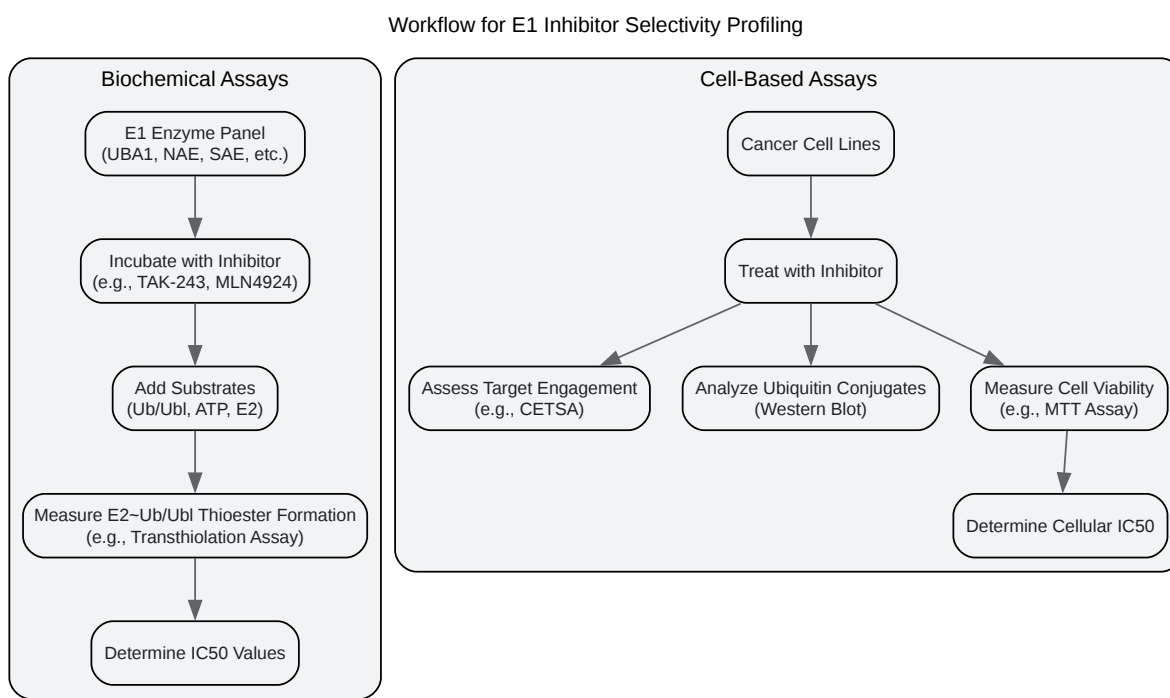 Workflow for E1 Inhibitor Selectivity Profiling
Biochemical Assays
E1 Enzyme Panel
(UBA1, NAE, SAE, etc.)
Incubate with Inhibitor
(e.g., TAK-243, MLN4924)
Add Substrates
(Ub/Ubl, ATP, E2)
Measure E2~Ub/Ubl Thioester Formation
(e.g., Transthiolation Assay)
Determine IC50 Values
Cell-Based Assays
Cancer Cell Lines
Treat with Inhibitor
Assess Target Engagement
(e.g., CETSA)
Analyze Ubiquitin Conjugates
(Western Blot)
Measure Cell Viability
(e.g., MTT Assay)
Determine Cellular IC50